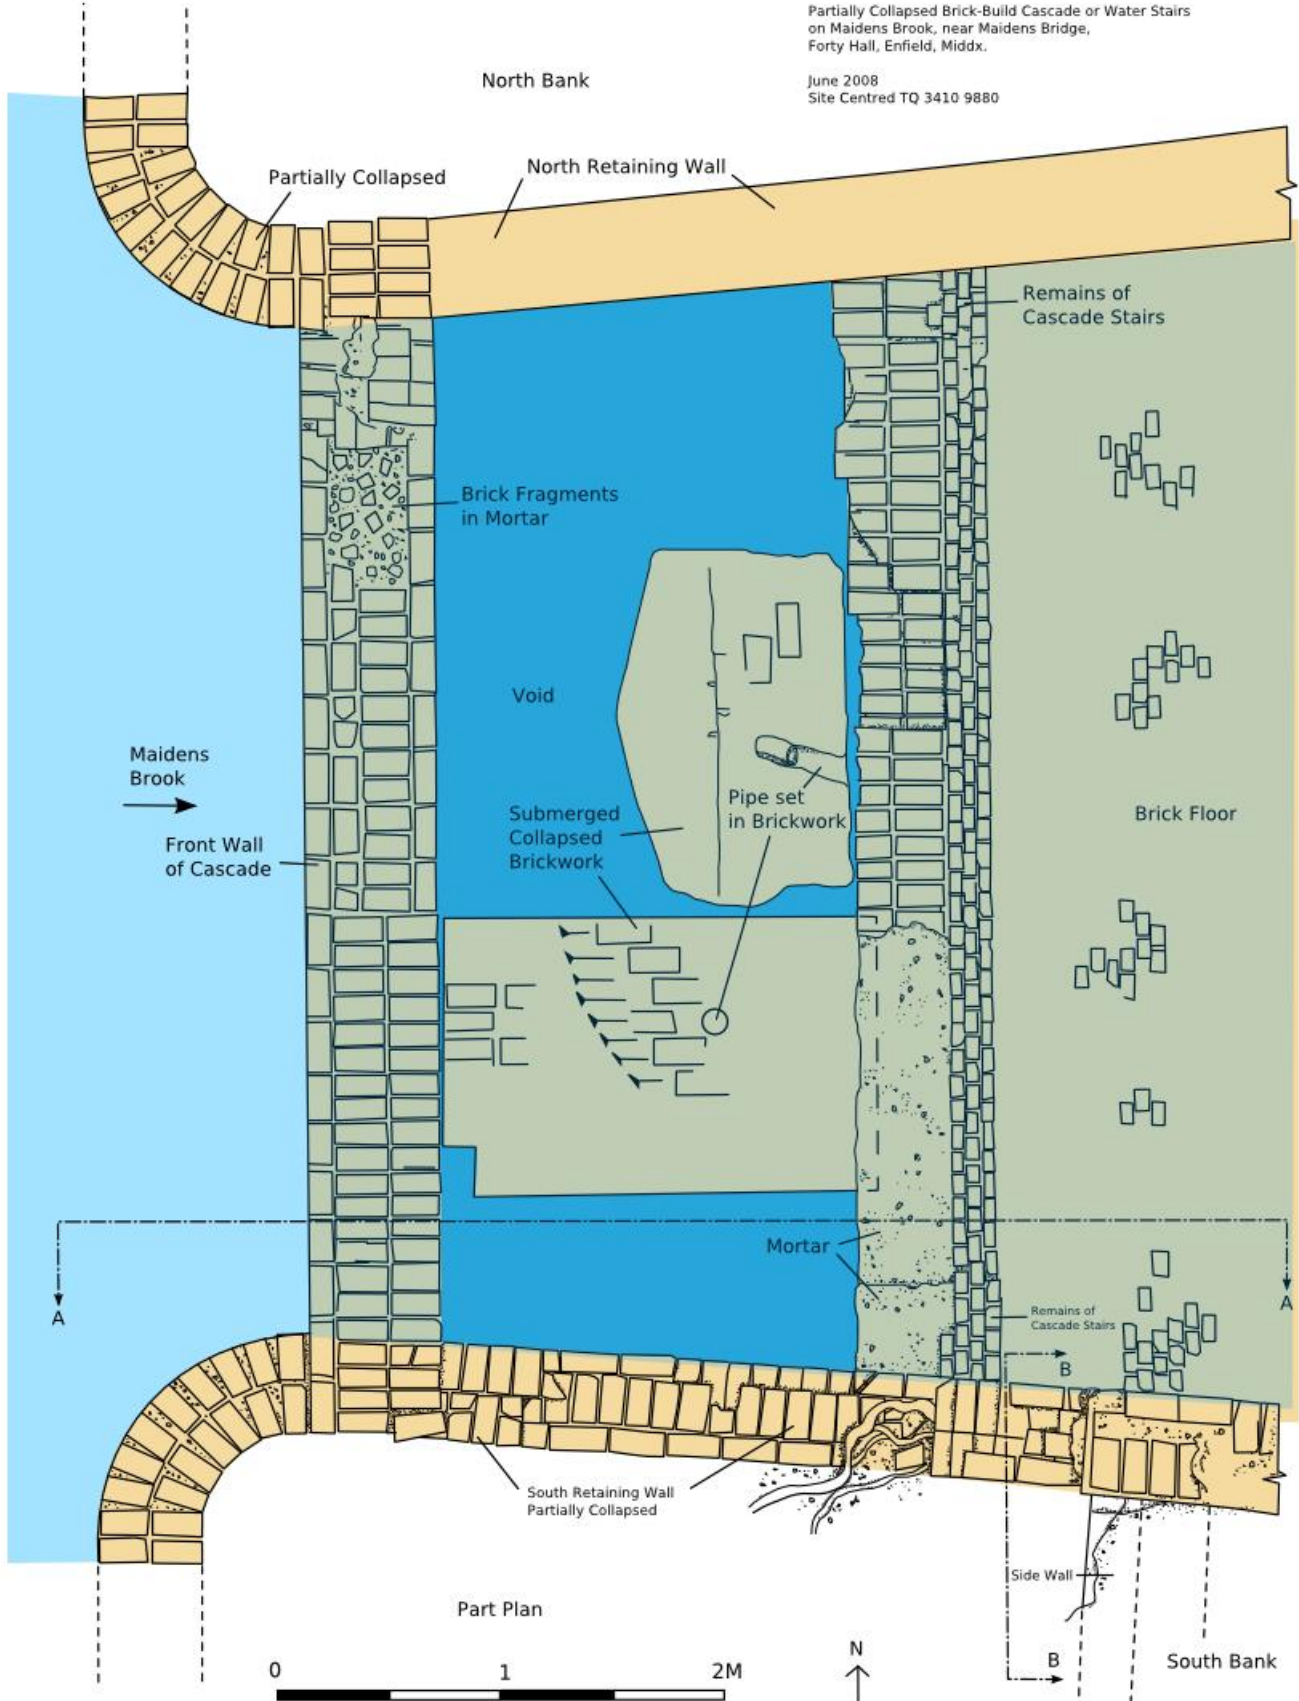 Partially Collapsed Brick-Build Cascade or Water Stairs
on Maidens Brook, near Maidens Bridge,
Forty Hall, Enfield, Middx.
June 2008
Site Centred TQ 3410 9880
North Bank
Partially Collapsed
North Retaining Wall
Remains of
Cascade Stairs
Brick Fragments
in Mortar
Void
Maidens
Brook
Front Wall
of Cascade
Submerged
Collapsed
Brickwork
Pipe set
in Brickwork
Brick Floor
Mortar
A
A
Remains of
Cascade Stairs
B
South Retaining Wall
Partially Collapsed
Side Wall
Part Plan
N
B
South Bank
0 1 2M